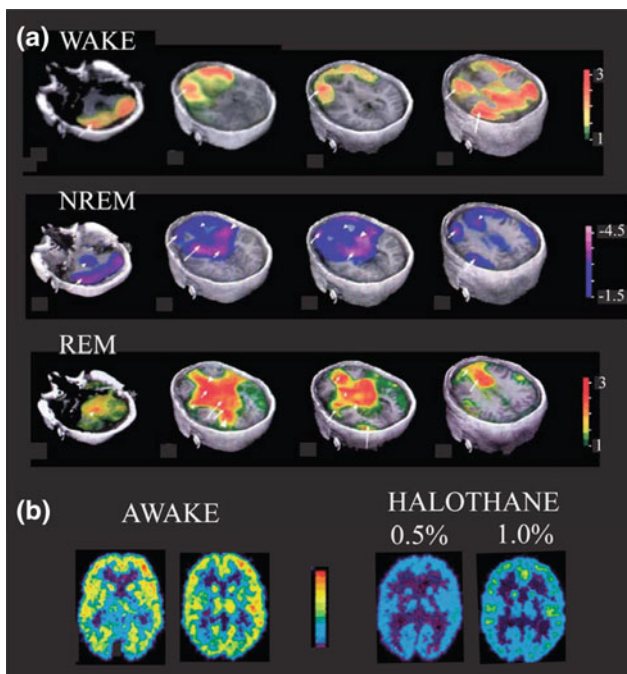 (a) WAKE
3
1
NREM
-4.5
-1.5
REM
3
1
(b) AWAKE
HALOTHANE
0.5% 1.0%